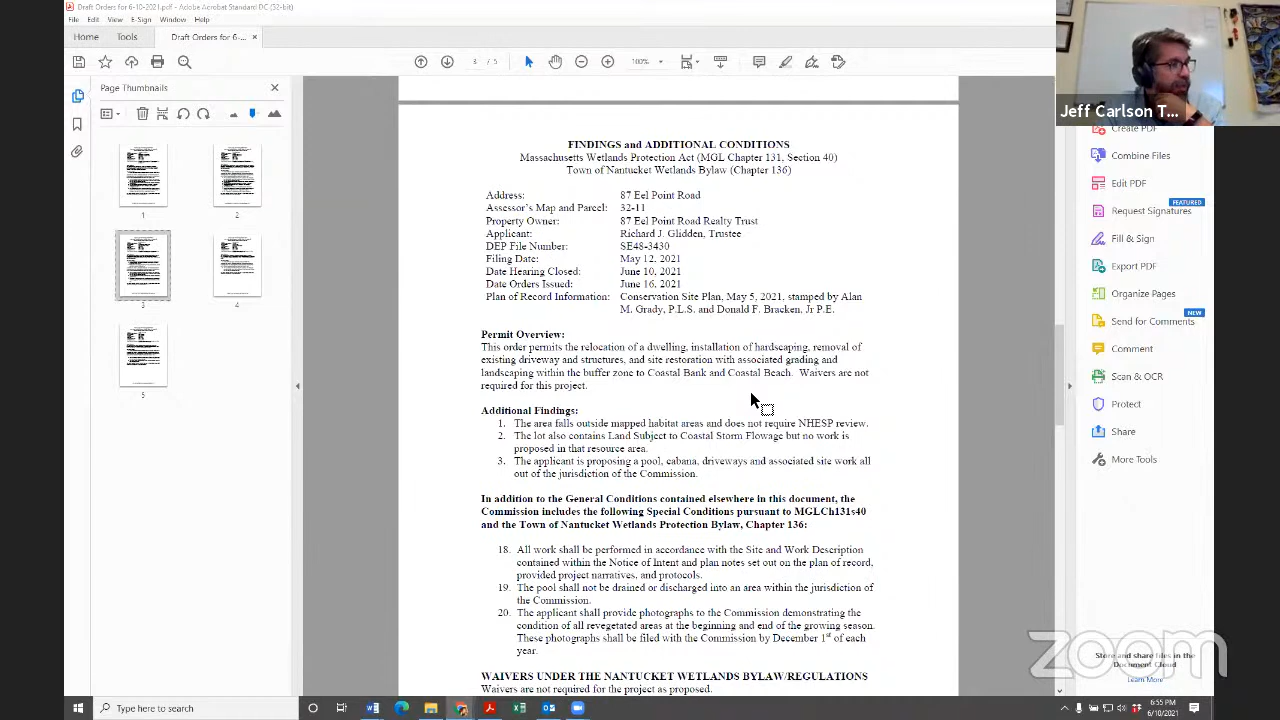 Draft Orders for 6-10-2021.pdf - Adobe Acrobat Standard DC (32-bit)
File Edit View E-Sign Window Help
Home Tools Draft Orders for 6-... ×
3 / 5 100%
Page Thumbnails
1
2
3
4
5
FINDINGS and ADDITIONAL CONDITIONS
Massachusetts Wetlands Protection Act (MGL Chapter 131, Section 40)
Town of Nantucket Wetlands Bylaw (Chapter 136)
Address: 87 Eel Point Road
Assessor's Map and Parcel: 32-11
Property Owner: 87 Eel Point Road Realty Trust
Applicant: Richard J. Glidden, Trustee
DEP File Number: SE48-3430
Filing Date: May 12, 2021
Date Hearing Closed: June 10, 2021
Date Orders Issued: June 16, 2021
Plan of Record Information: Conservation Site Plan, May 5, 2021, stamped by Alan
M. Grady, P.L.S. and Donald F. Bracken, Jr P.E.
Permit Overview:
This order permits the relocation of a dwelling, installation of hardscaping, removal of
existing driveway and structures, and site restoration with associated grading and
landscaping within the buffer zone to Coastal Bank and Coastal Beach. Waivers are not
required for this project.
Additional Findings:
1. The area falls outside mapped habitat areas and does not require NHESP review.
2. The lot also contains Land Subject to Coastal Storm Flowage but no work is
proposed in that resource area.
3. The applicant is proposing a pool, cabana, driveways and associated site work all
out of the jurisdiction of the Commission.
In addition to the General Conditions contained elsewhere in this document, the
Commission includes the following Special Conditions pursuant to MGLCh131s40
and the Town of Nantucket Wetlands Protection Bylaw, Chapter 136:
18. All work shall be performed in accordance with the Site and Work Description
contained within the Notice of Intent and plan notes set out on the plan of record,
provided project narratives, and protocols.
19. The pool shall not be drained or discharged into an area within the jurisdiction of
the Commission.
20. The applicant shall provide photographs to the Commission demonstrating the
condition of all revegetated areas at the beginning and end of the growing season.
These photographs shall be filed with the Commission by December 1st of each
year.
WAIVERS UNDER THE NANTUCKET WETLANDS BYLAW/REGULATIONS
Waivers are not required for the project as proposed.
Jeff Carlson T...
Create PDF
Combine Files
Edit PDF
FEATURED
Request Signatures
Fill & Sign
Export PDF
Organize Pages
NEW
Send for Comments
Comment
Scan & OCR
Protect
Share
More Tools
Store and share files in the
Document Cloud
Learn More
zoom
Type here to search
6:55 PM
6/10/2021